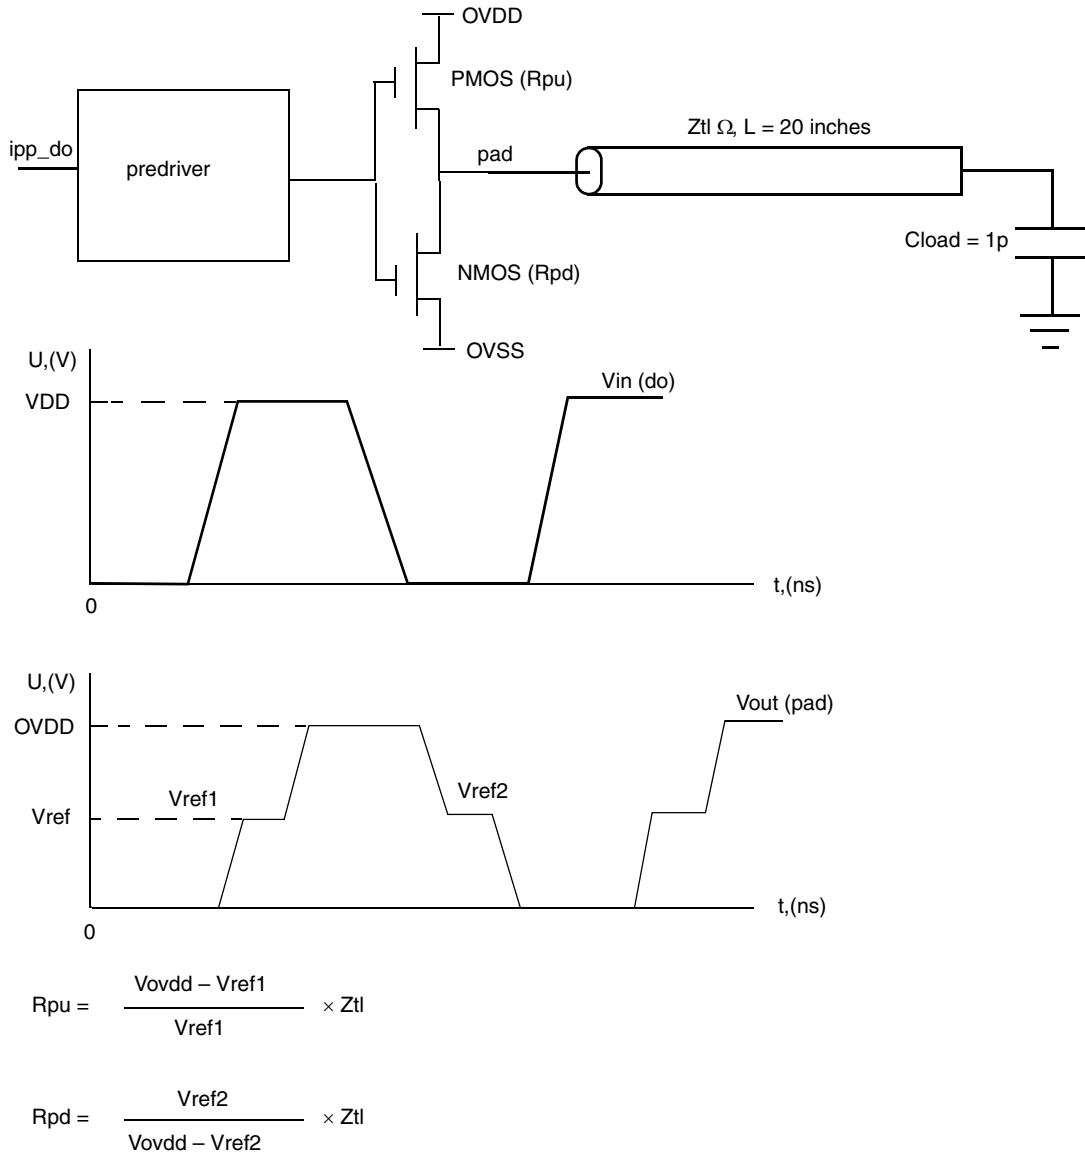 OVDD
PMOS (Rpu)
Ztl Ω, L = 20 inches
ipp_do
predriver
pad
Cload = 1p
NMOS (Rpd)
OVSS
U,(V)
Vin (do)
VDD
t,(ns)
0
U,(V)
Vout (pad)
OVDD
Vref1
Vref2
Vref
t,(ns)
0
Vovdd – Vref1
Rpu = × Ztl
Vref1
Vref2
Rpd = × Ztl
Vovdd – Vref2